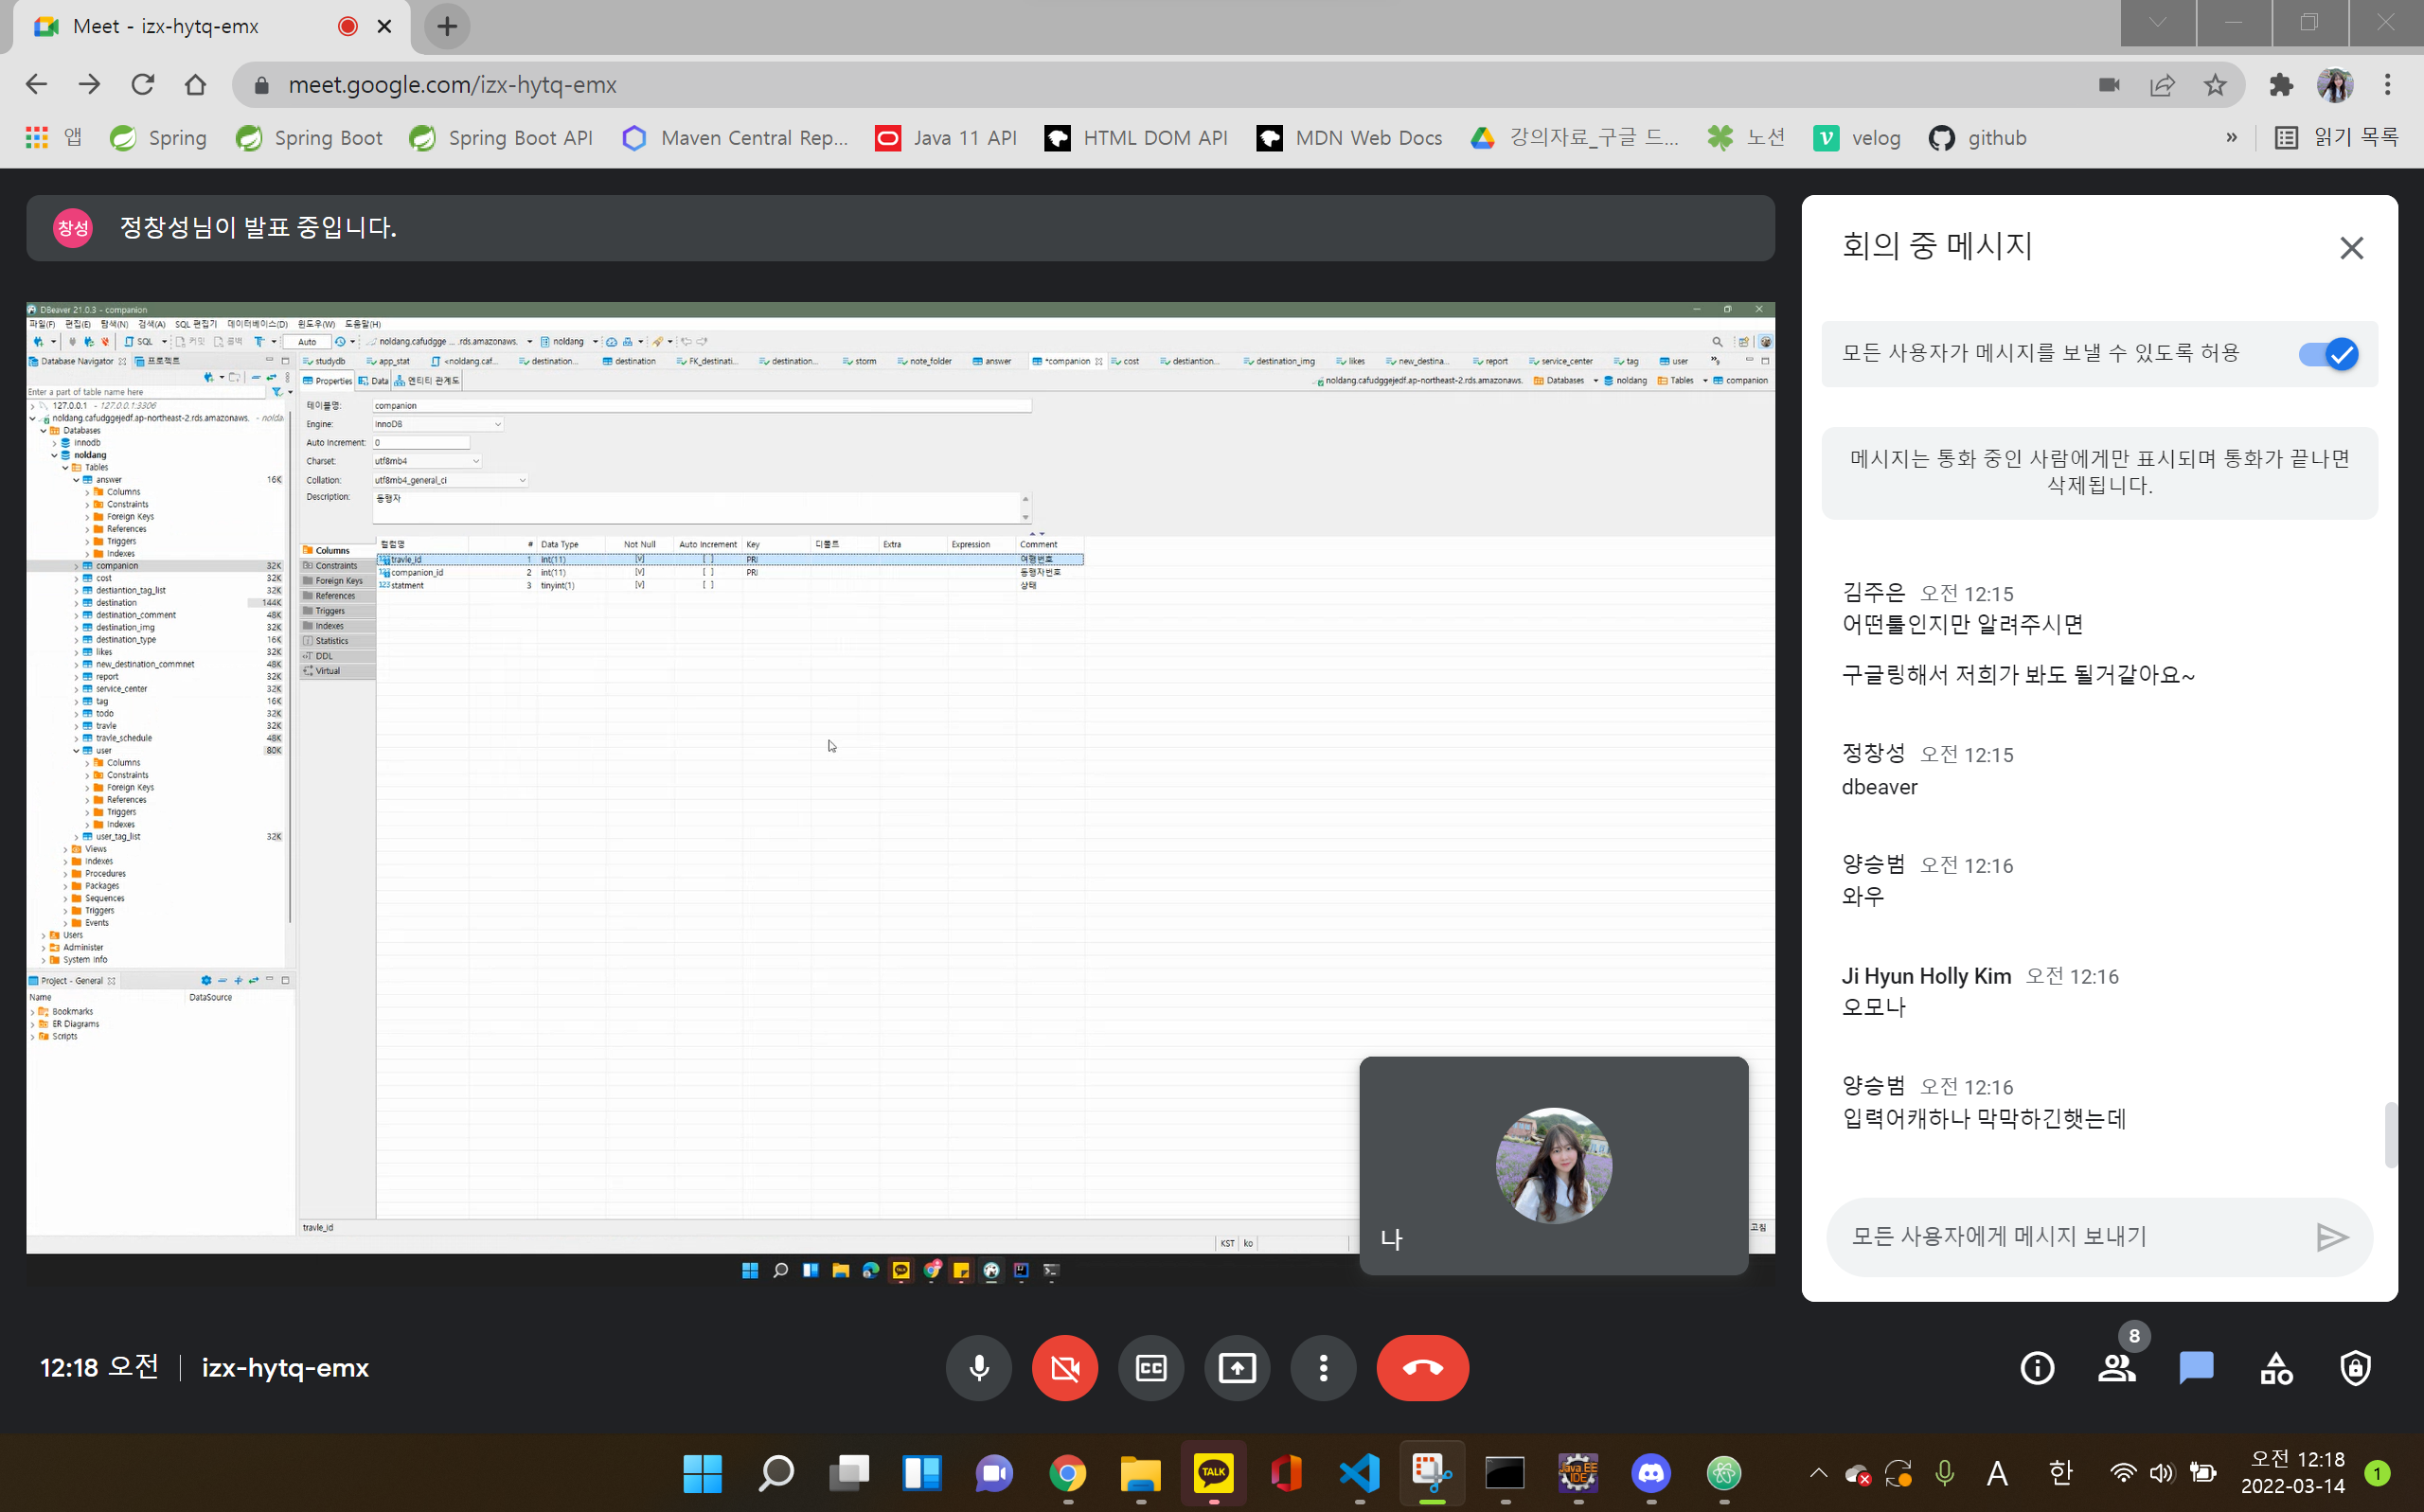 Meet - izx-hytq-emx
meet.google.com/izx-hytq-emx
앱 Spring Spring Boot Spring Boot API Maven Central Rep... Java 11 API HTML DOM API MDN Web Docs 강의자료_구글 드... 노션 velog github » 읽기 목록
창성 정창성님이 발표 중입니다.
DBeaver 21.0.3 - companion
파일(F) 편집(E) 탐색(N) 검색(A) SQL 편집기 데이터베이스(D) 윈도우(W) 도움말(H)
SQL 커밋 롤백 Auto noldang.cafudgge ... .rds.amazonaws. noldang
Database Navigator 프로젝트
studydb app_stat <noldang.caf... destination... destination FK_destinati... destination... storm note_folder answer *companion cost destiantion... destination_img likes new_destina... report service_center tag user
Properties Data 엔티티 관계도
noldang.cafudggejedf.ap-northeast-2.rds.amazonaws. Databases noldang Tables companion
Enter a part of table name here
127.0.0.1 - 127.0.0.1:3306
noldang.cafudggejedf.ap-northeast-2.rds.amazonaws. - nolda
Databases
innodb
noldang
Tables
answer 16K
Columns
Constraints
Foreign Keys
References
Triggers
Indexes
companion 32K
cost 32K
destiantion_tag_list 32K
destination 144K
destination_comment 48K
destination_img 32K
destination_type 16K
likes 32K
new_destination_commnet 48K
report 32K
service_center 32K
tag 16K
todo 32K
travle 32K
travle_schedule 48K
user 80K
Columns
Constraints
Foreign Keys
References
Triggers
Indexes
user_tag_list 32K
Views
Indexes
Procedures
Packages
Sequences
Triggers
Events
Users
Administer
System Info
Project - General
Name DataSource
Bookmarks
ER Diagrams
Scripts
테이블명: companion
Engine: InnoDB
Auto Increment: 0
Charset: utf8mb4
Collation: utf8mb4_general_ci
Description: 동행자
Columns
Constraints
Foreign Keys
References
Triggers
Indexes
Statistics
DDL
Virtual
컬럼명 # Data Type Not Null Auto Increment Key 디폴트 Extra Expression Comment
travle_id 1 int(11) [v] [ ] PRI 여행번호
companion_id 2 int(11) [v] [ ] PRI 동행자번호
123 statment 3 tinyint(1) [v] [ ] 상태
travle_id
고침
KST ko
나
회의 중 메시지
모든 사용자가 메시지를 보낼 수 있도록 허용
메시지는 통화 중인 사람에게만 표시되며 통화가 끝나면
삭제됩니다.
김주은 오전 12:15
어떤툴인지만 알려주시면
구글링해서 저희가 봐도 될거같아요~
정창성 오전 12:15
dbeaver
양승범 오전 12:16
와우
Ji Hyun Holly Kim 오전 12:16
오모나
양승범 오전 12:16
입력어캐하나 막막하긴햇는데
모든 사용자에게 메시지 보내기
12:18 오전 izx-hytq-emx
8
TALK
Java EE
IDE
A 한
오전 12:18
2022-03-14
1